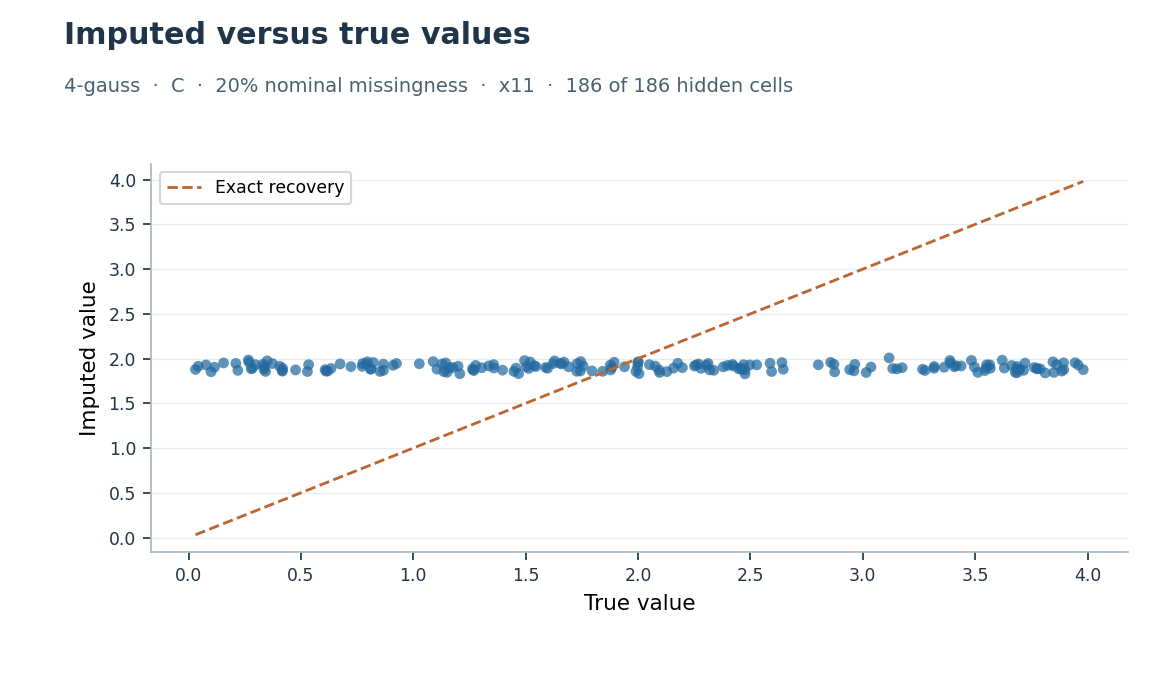 Imputed versus true values
4-gauss · C · 20% nominal missingness · x11 · 186 of 186 hidden cells
Exact recovery
Imputed value
4.0
3.5
3.0
2.5
2.0
1.5
1.0
0.5
0.0
0.0 0.5 1.0 1.5 2.0 2.5 3.0 3.5 4.0
True value